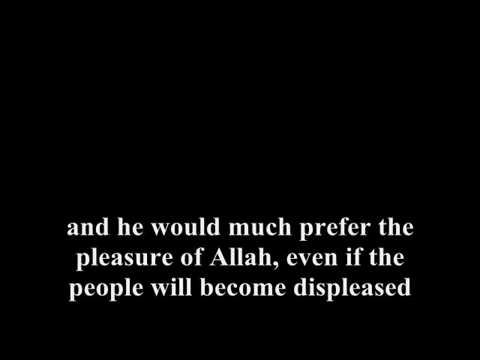 and he would much prefer the
pleasure of Allah, even if the
people will become displeased